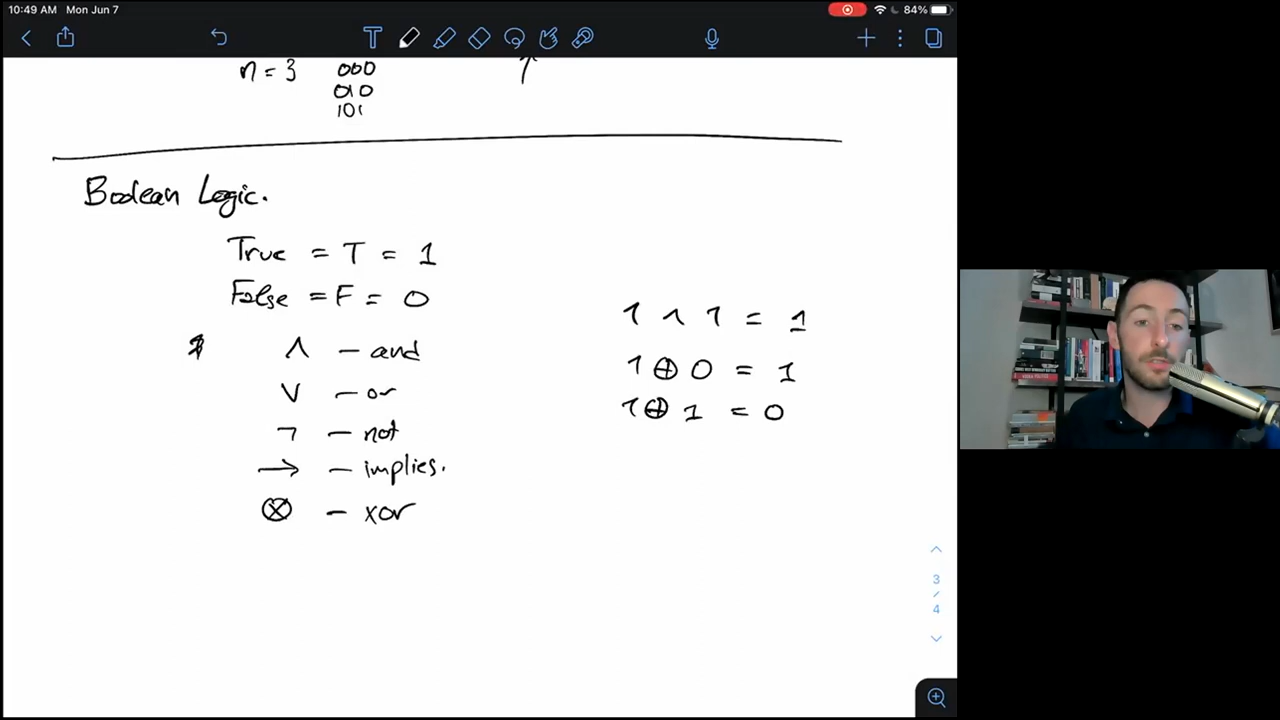 10:49 AM Mon Jun 7
84%
n = 3
000
010
101
Boolean Logic.
True = T = 1
False = F = 0
∧ – and
∨ – or
¬ – not
→ – implies.
⊗ – xor
1 ∧ 1 = 1
1 ⊕ 0 = 1
1 ⊕ 1 = 0
3
/
4